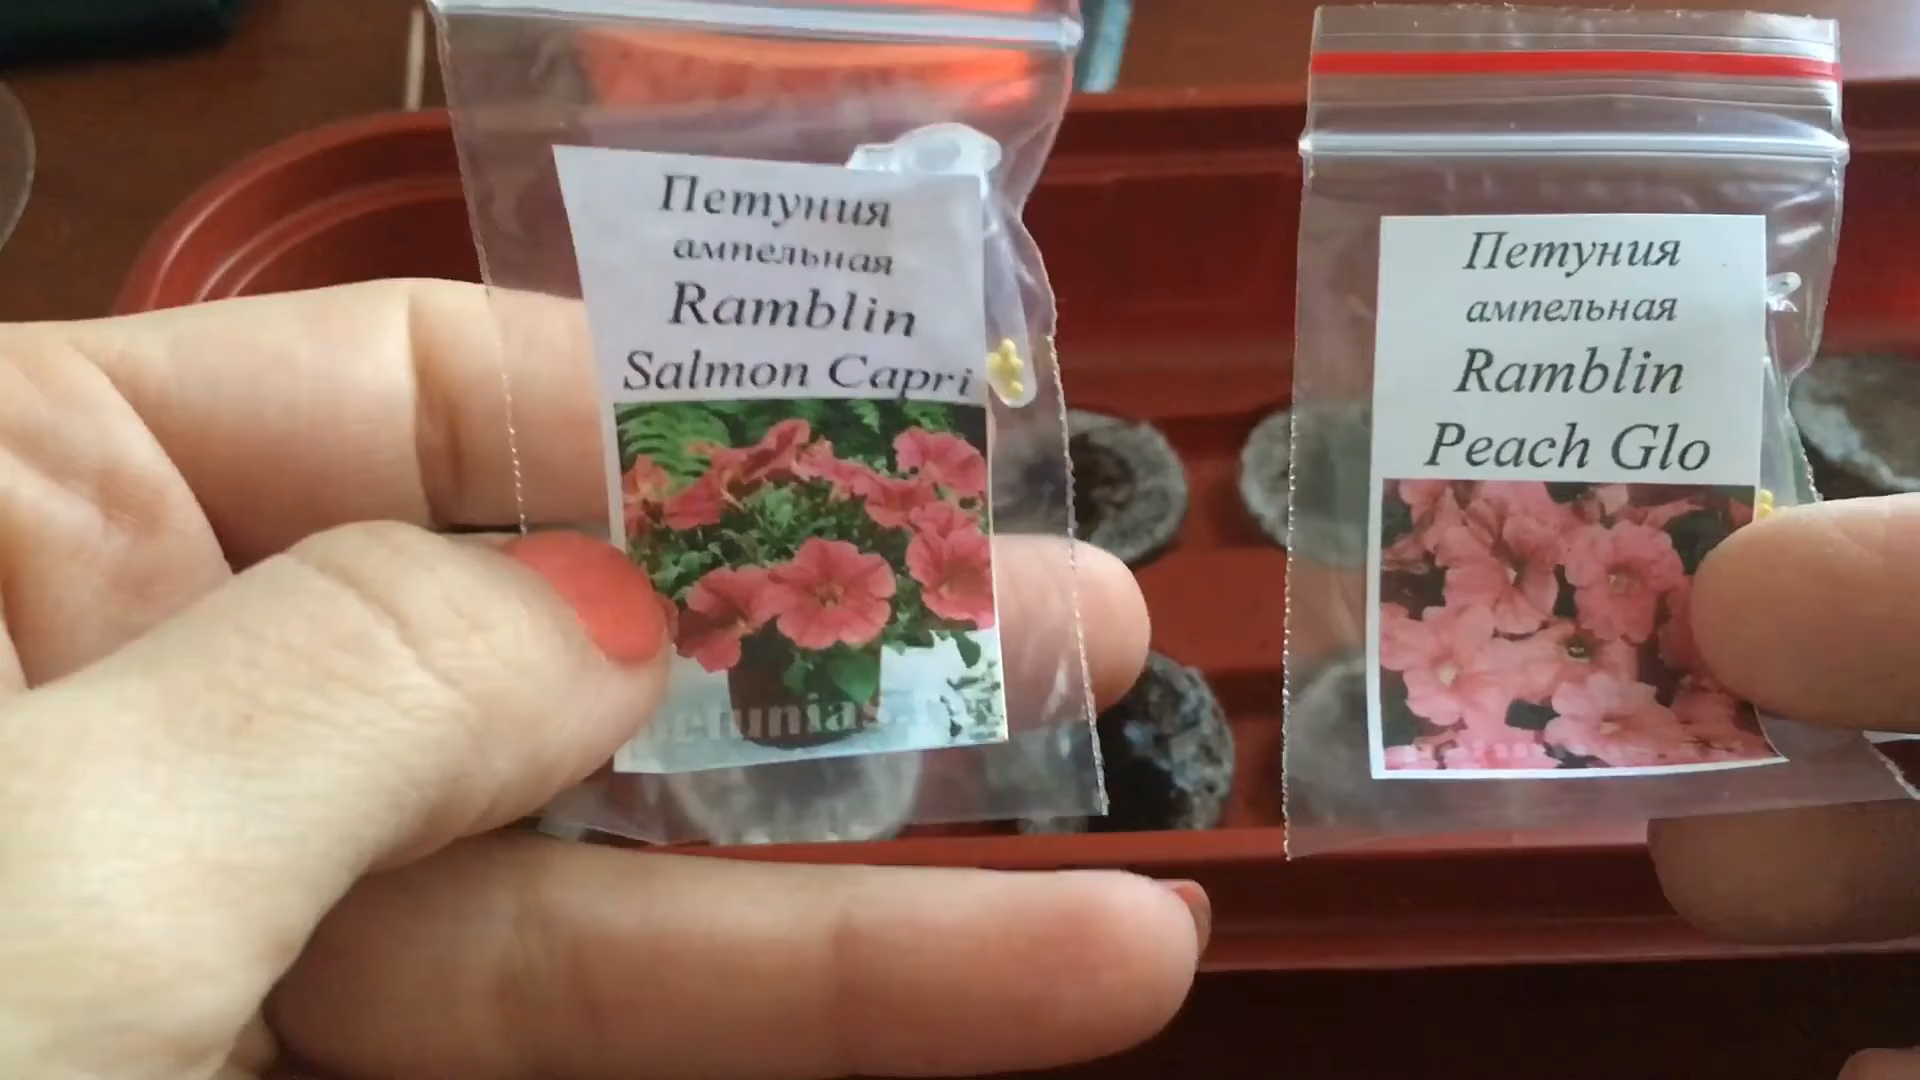 Петуния
ампельная
Ramblin
Salmon Capri
Петуния
ампельная
Ramblin
Peach Glo